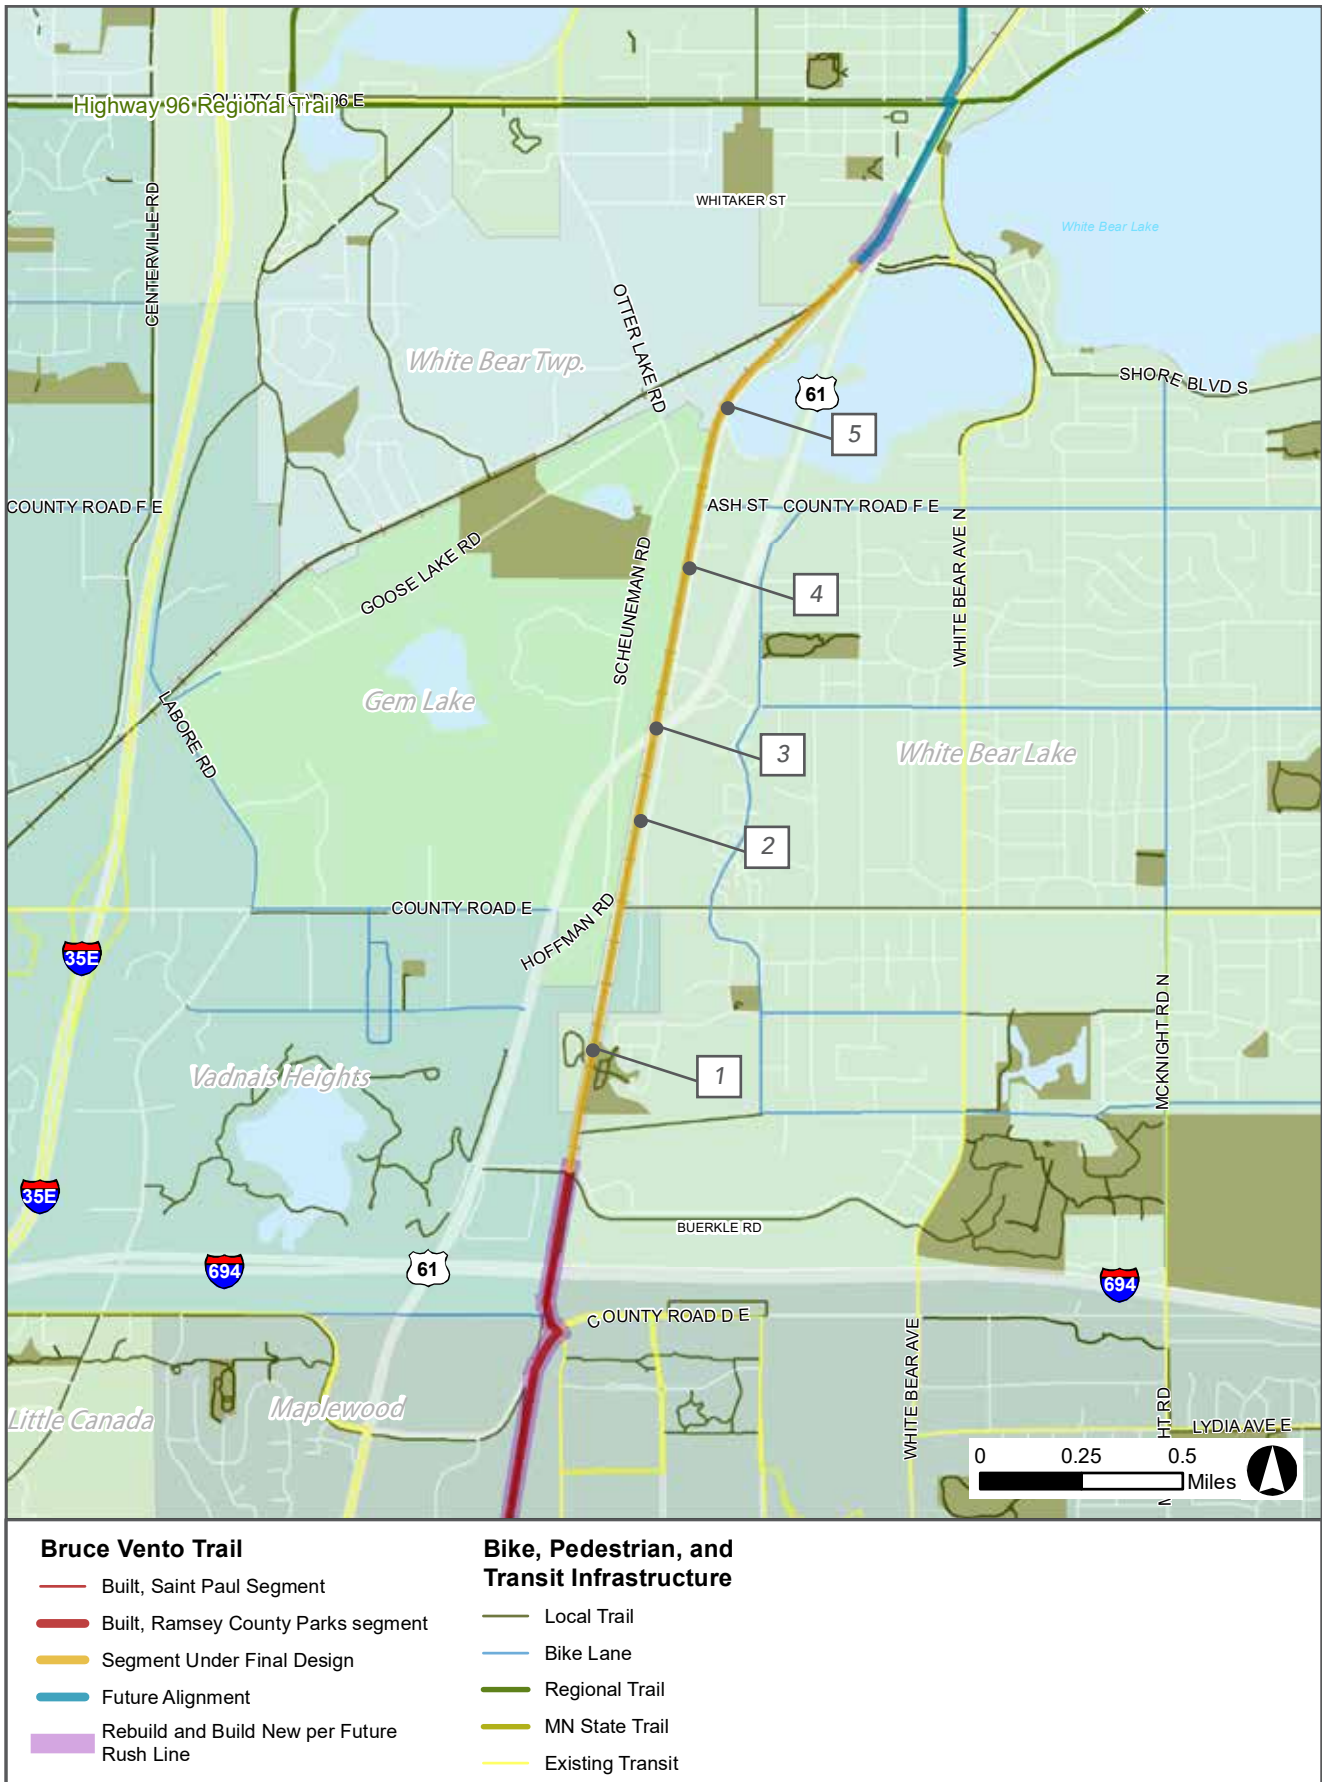 COUNTY ROAD 96 E
Highway 96 Regional Trail
CENTERVILLE RD
WHITAKER ST
White Bear Lake
OTTER LAKE RD
White Bear Twp.
61
SHORE BLVD S
5
COUNTY ROAD F E
ASH ST
COUNTY ROAD F E
GOOSE LAKE RD
SCHEUNEMAN RD
WHITE BEAR AVE N
4
Gem Lake
LABORE RD
3
White Bear Lake
2
COUNTY ROAD E
HOFFMAN RD
35E
MCKNIGHT RD N
Vadnais Heights
1
35E
BUERKLE RD
694
61
694
COUNTY ROAD D E
WHITE BEAR AVE
Little Canada
Maplewood
HT RD
LYDIA AVE E
0 0.25 0.5
Miles
Bruce Vento Trail
Built, Saint Paul Segment
Built, Ramsey County Parks segment
Segment Under Final Design
Future Alignment
Rebuild and Build New per Future
Rush Line
Bike, Pedestrian, and
Transit Infrastructure
Local Trail
Bike Lane
Regional Trail
MN State Trail
Existing Transit